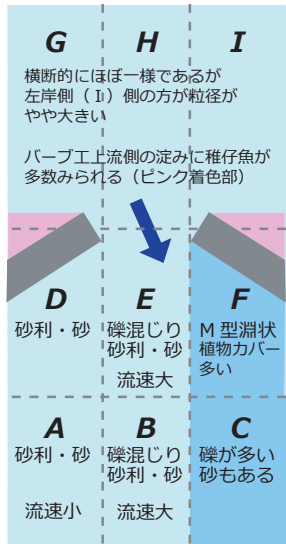 G H I
横断的にほぼ一様であるが
左岸側（I）側の方が粒径が
やや大きい
バーブ工上流側の淀みに稚仔魚が
多数みられる（ピンク着色部）
D E F
砂利・砂 礫混じり M 型淵状
砂利・砂 植物カバー
流速大 多い
A B C
砂利・砂 礫混じり 礫が多い
砂利・砂 砂もある
流速小 流速大